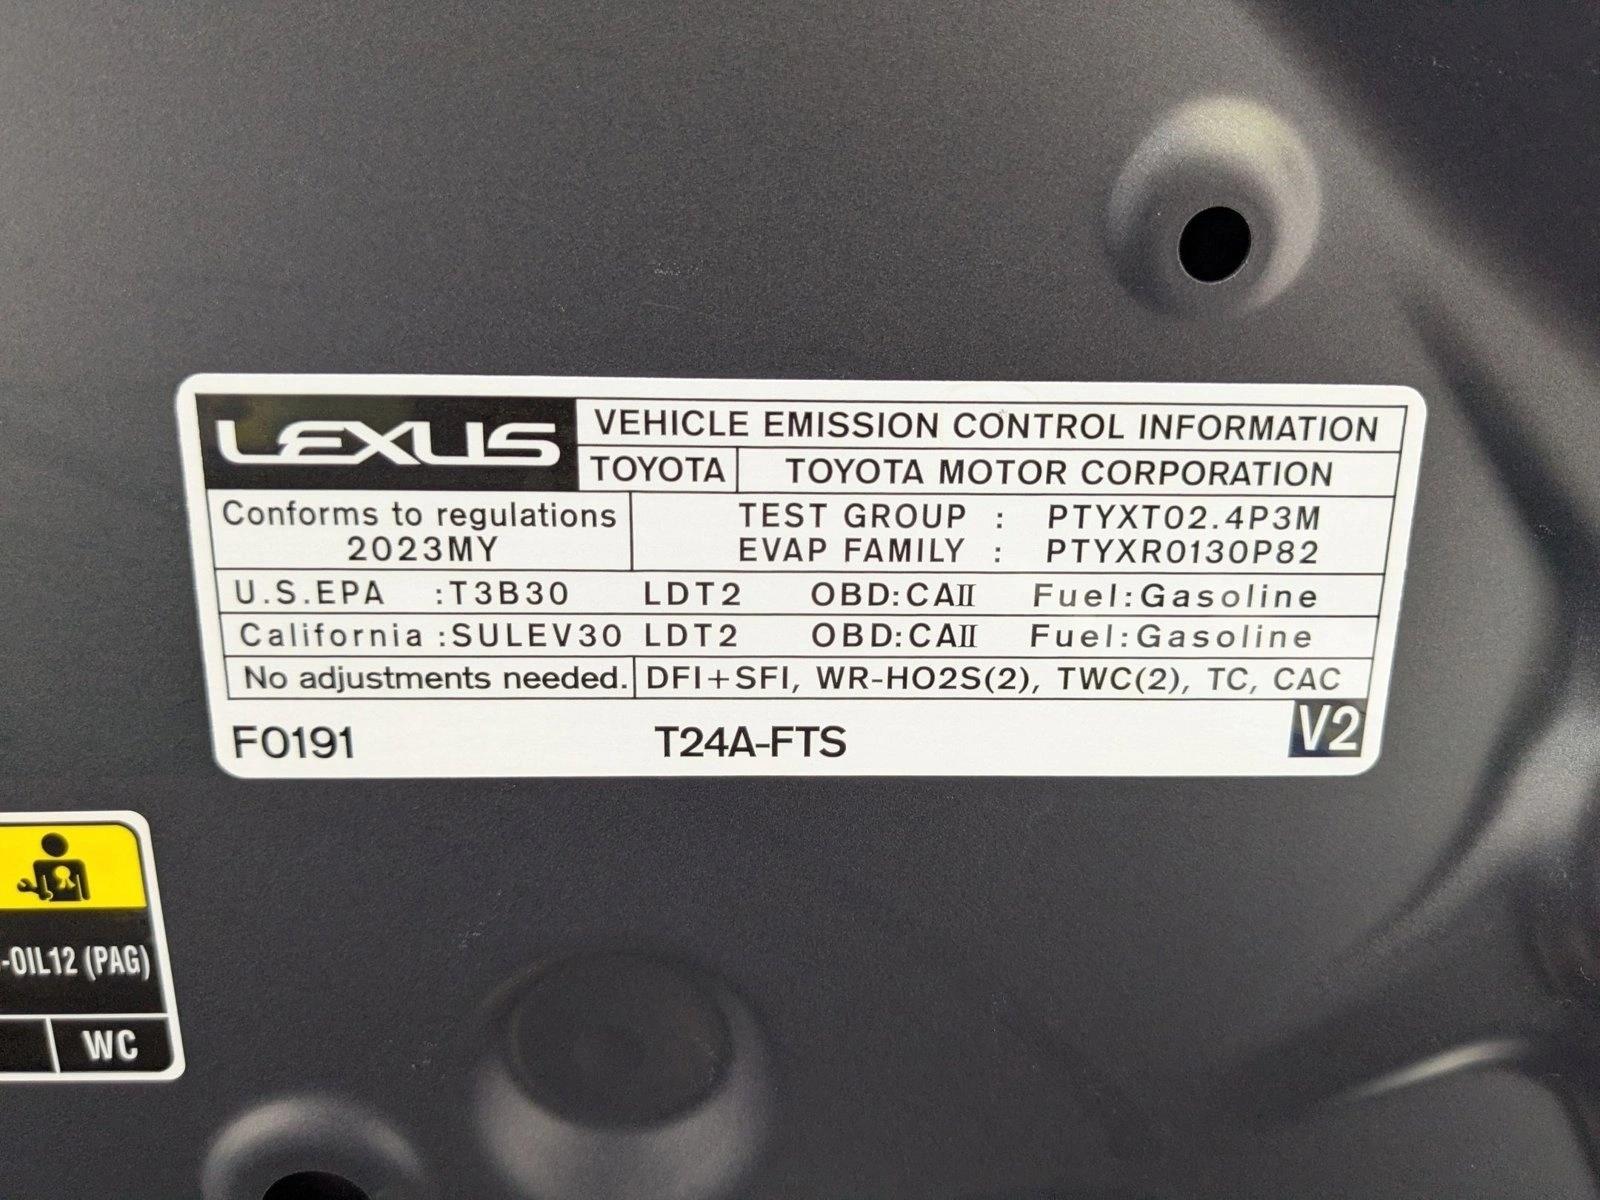 LEXUS
VEHICLE EMISSION CONTROL INFORMATION
TOYOTA TOYOTA MOTOR CORPORATION
Conforms to regulations
2023MY
TEST GROUP : PTYXT02.4P3M
EVAP FAMILY : PTYXR0130P82
U.S.EPA :T3B30 LDT2 OBD:CAII Fuel:Gasoline
California :SULEV30 LDT2 OBD:CAII Fuel:Gasoline
No adjustments needed. DFI+SFI, WR-HO2S(2), TWC(2), TC, CAC
F0191 T24A-FTS V2
-OIL12 (PAG)
WC